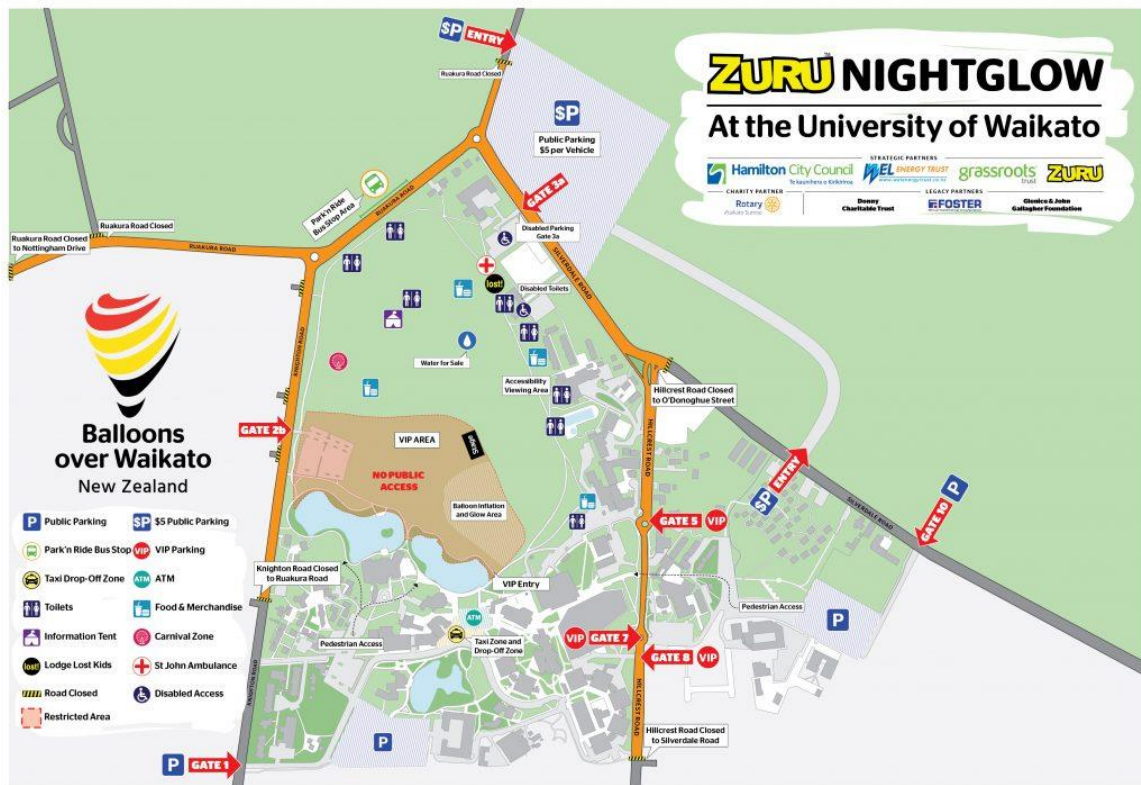 ZURU NIGHTGLOW
At the University of Waikato
STRATEGIC PARTNERS
Hamilton City Council
Te kaunihera o Kirikiriroa
WEL ENERGY TRUST
www.welenergytrust.co.nz
grassroots
trust
ZURU
CHARITY PARTNER
Rotary
Waikato Sunrise
Donny
Charitable Trust
LEGACY PARTNERS
FOSTER
Glenice & John
Gallagher Foundation
$P ENTRY
Ruakura Road Closed
$P
Public Parking
$5 per Vehicle
Park'n Ride
Bus Stop Area
RUAKURA ROAD
GATE 3a
Disabled Parking
Gate 3a
SILVERDALE ROAD
Ruakura Road Closed
to Nottingham Drive
Ruakura Road Closed
RUAKURA ROAD
lost!
Disabled Toilets
Water for Sale
KNIGHTON ROAD
Accessibility
Viewing Area
Hillcrest Road Closed
to O'Donoghue Street
HILLCREST ROAD
GATE 2b
VIP AREA
Stage
NO PUBLIC
ACCESS
Balloon Inflation
and Glow Area
$P ENTRY
SILVERDALE ROAD
GATE 10 P
GATE 5 VIP
Knighton Road Closed
to Ruakura Road
VIP Entry
Pedestrian Access
Pedestrian Access
ATM
Taxi Zone and
Drop-Off Zone
VIP GATE 7
GATE 8 VIP
P
HILLCREST ROAD
Hillcrest Road Closed
to Silverdale Road
P
KNIGHTON ROAD
P GATE 1
Balloons
over Waikato
New Zealand
P Public Parking
$P $5 Public Parking
Park'n Ride Bus Stop
VIP VIP Parking
Taxi Drop-Off Zone
ATM ATM
Toilets
Food & Merchandise
Information Tent
Carnival Zone
lost! Lodge Lost Kids
St John Ambulance
Road Closed
Disabled Access
Restricted Area